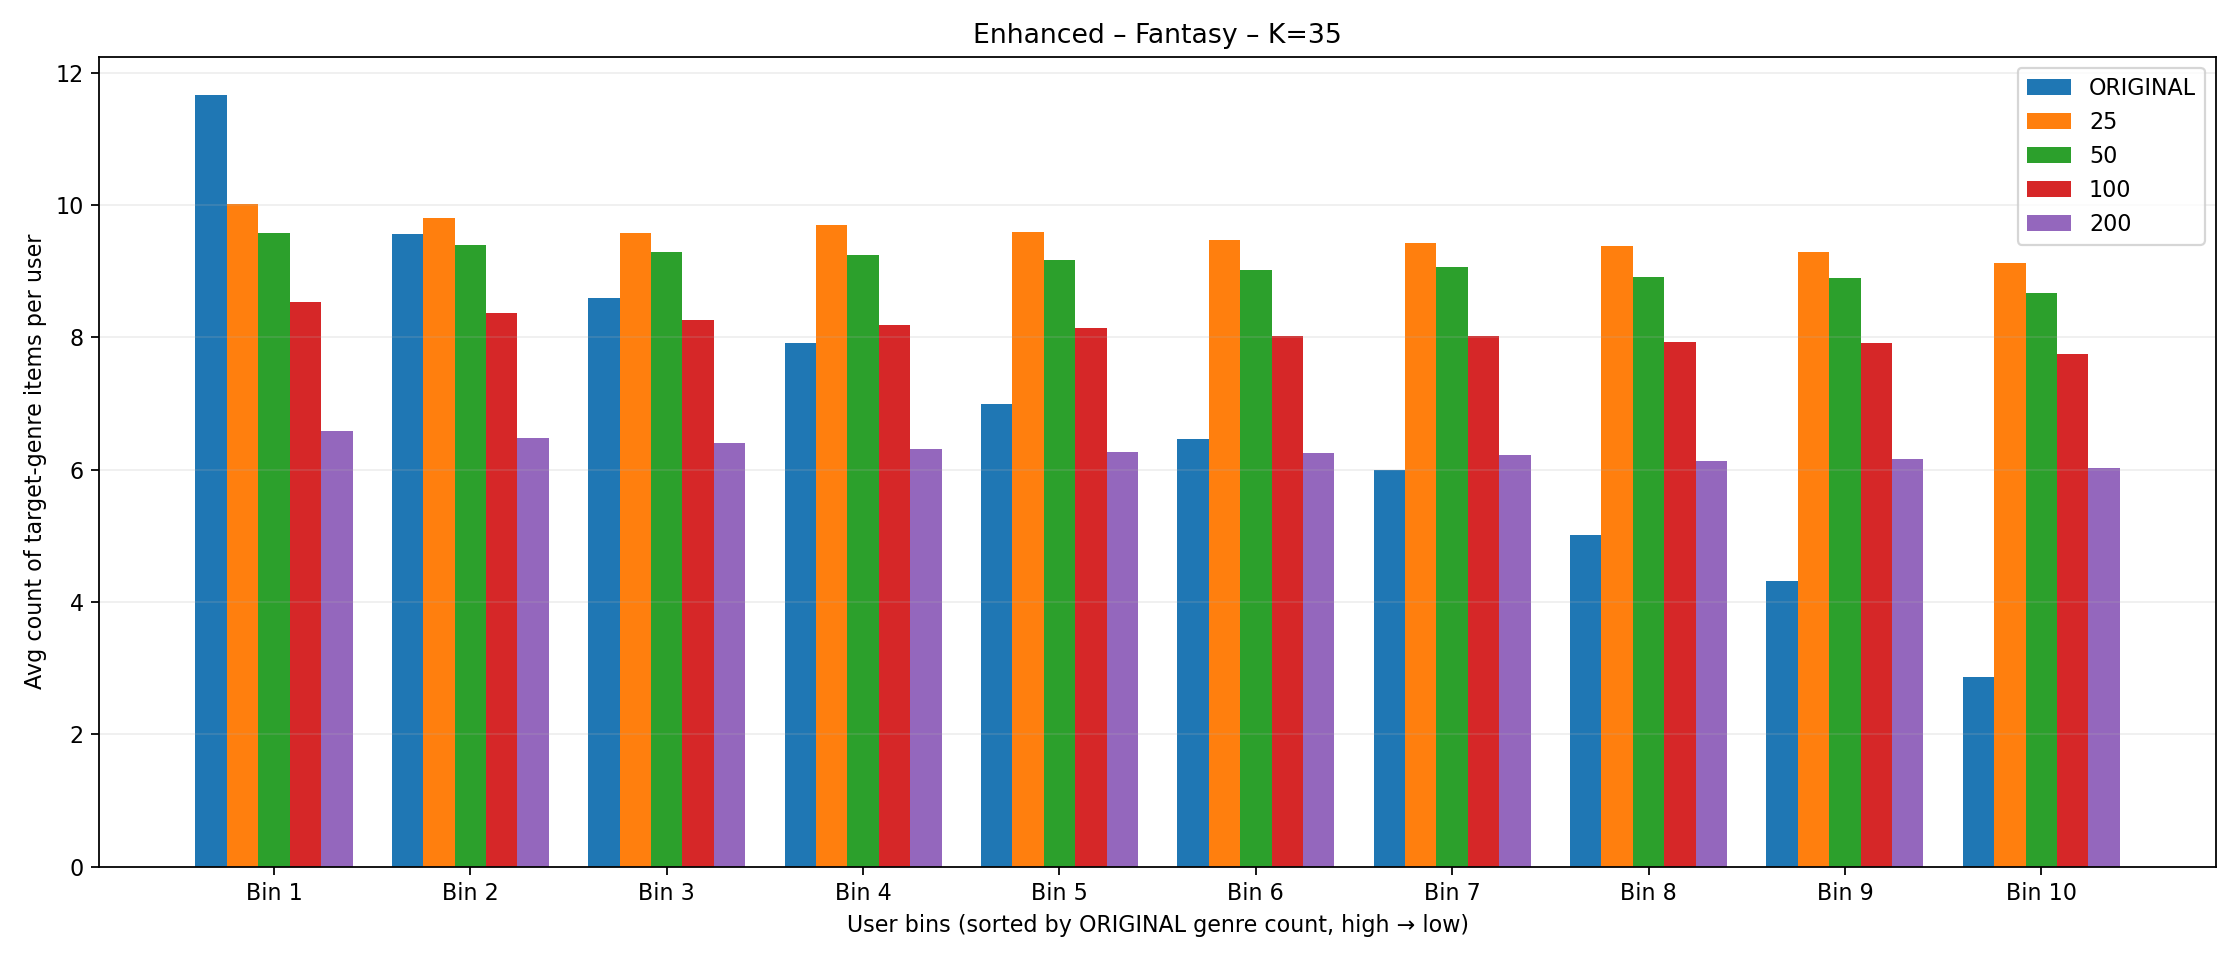 Enhanced – Fantasy – K=35
Avg count of target-genre items per user
12
10
8
6
4
2
0
ORIGINAL
25
50
100
200
Bin 1
Bin 2
Bin 3
Bin 4
Bin 5
Bin 6
Bin 7
Bin 8
Bin 9
Bin 10
User bins (sorted by ORIGINAL genre count, high → low)